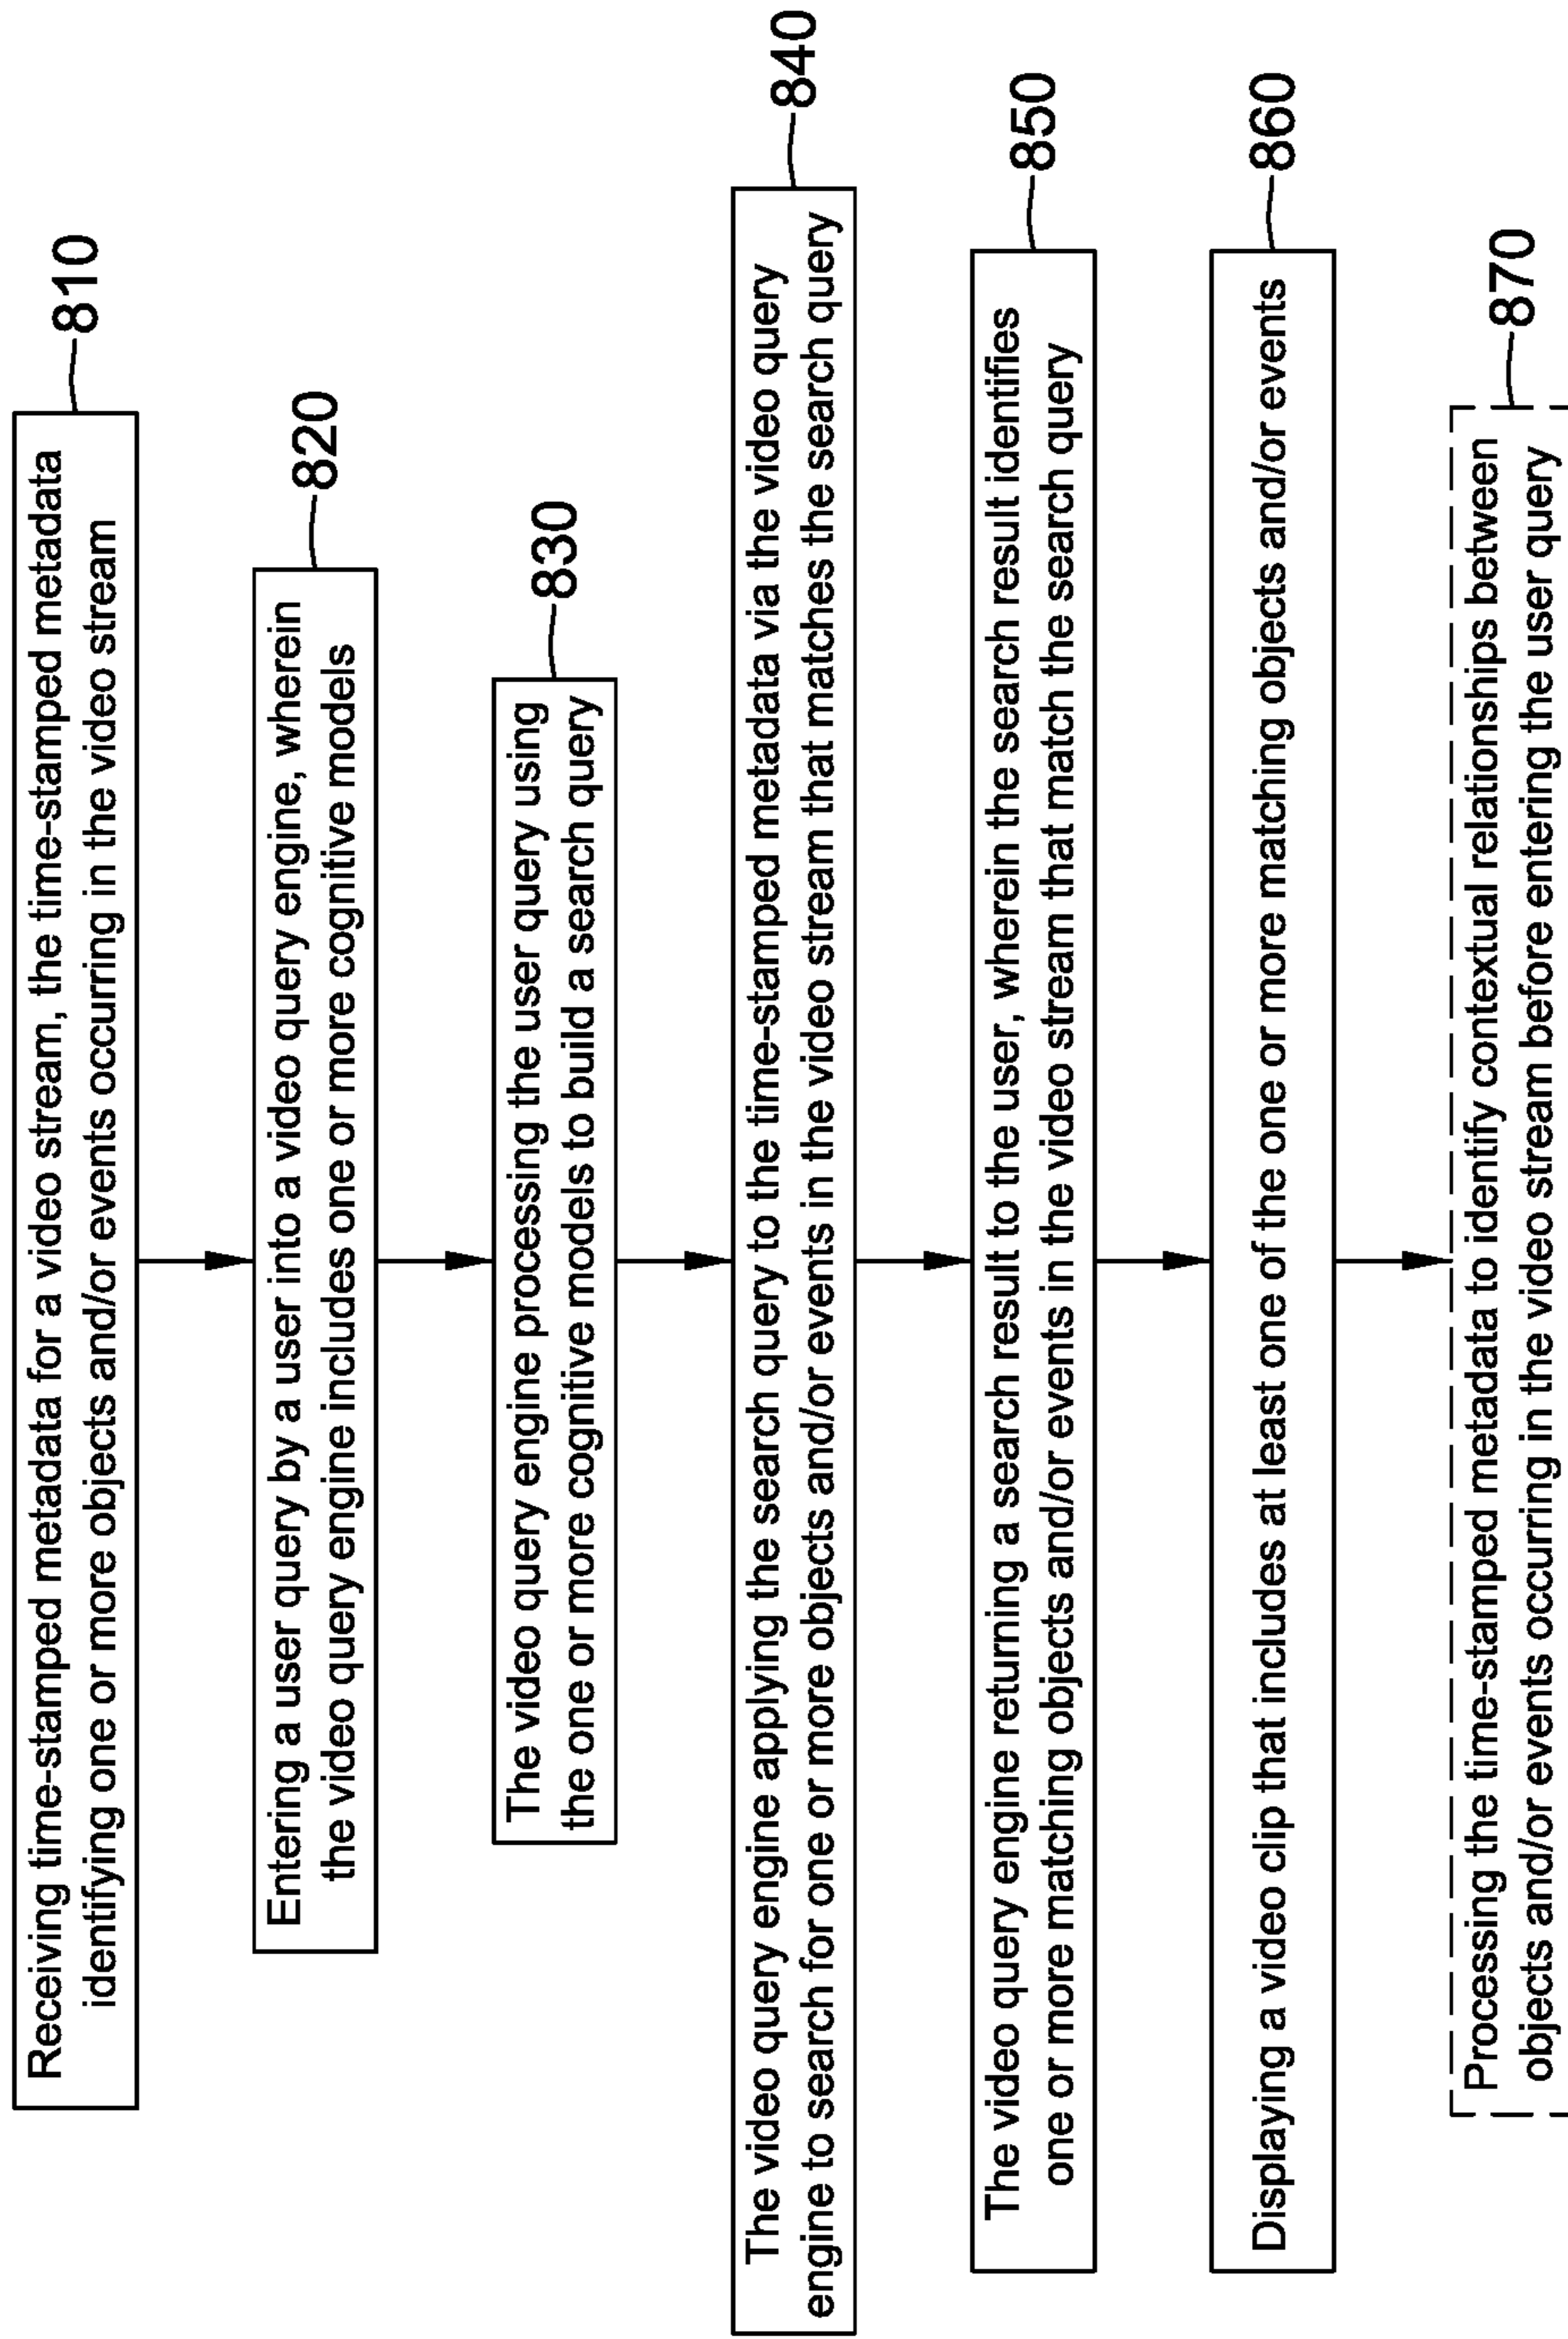 810
Receiving time-stamped metadata for a video stream, the time-stamped metadata
identifying one or more objects and/or events occurring in the video stream
820
Entering a user query by a user into a video query engine, wherein
the video query engine includes one or more cognitive models
830
The video query engine processing the user query using
the one or more cognitive models to build a search query
840
The video query engine applying the search query to the time-stamped metadata via the video query
engine to search for one or more objects and/or events in the video stream that matches the search query
850
The video query engine returning a search result to the user, wherein the search result identifies
one or more matching objects and/or events in the video stream that match the search query
860
Displaying a video clip that includes at least one of the one or more matching objects and/or events
870
Processing the time-stamped metadata to identify contextual relationships between
objects and/or events occurring in the video stream before entering the user query